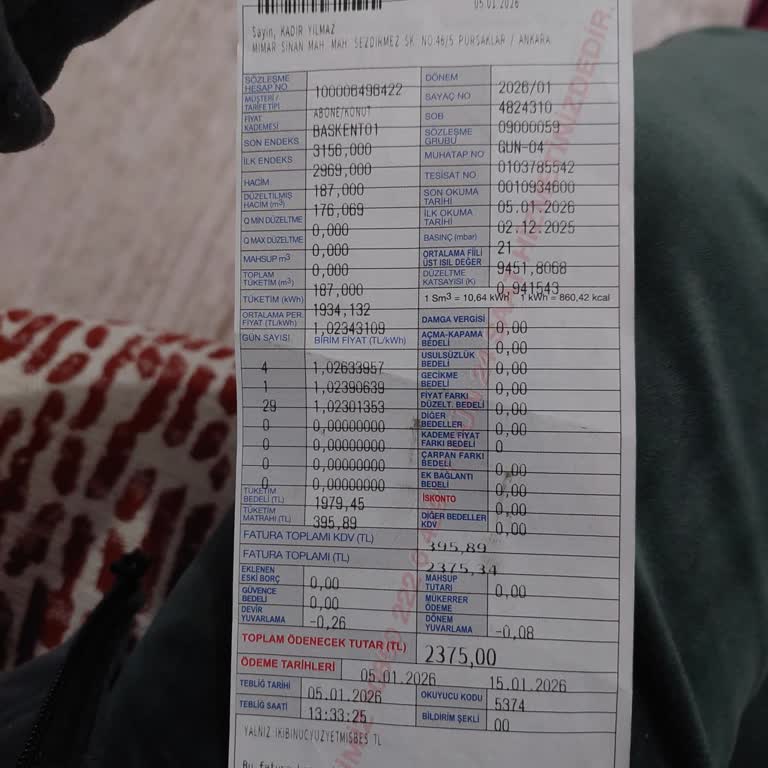 05.01.2026
Sayin, KADIR YILMAZ
MIMAR SINAN MAH. MAH. SEZDIRMEZ SK. NO:46/5 PURSAKLAR / ANKARA
SÖZLEŞME HESAP NO 100006496422
MÜŞTERİ / TARİFE TİPİ ABONE/KONUT
FİYAT KADEMESİ BASKENT01
SON ENDEKS 3156,000
İLK ENDEKS 2969,000
HACİM 187,000
DÜZELTİLMİŞ HACİM (m³) 176,069
Q MIN DÜZELTME 0,000
Q MAX DÜZELTME 0,000
MAHSUP m³ 0,000
TOPLAM TÜKETİM (m³) 187,000
TÜKETİM (kWh) 1934,132
ORTALAMA PER. FİYAT (TL/kWh) 1,02343109
GÜN SAYISI BİRİM FİYAT (TL/kWh)
4 1,02633957
1 1,02390639
29 1,02301353
0 0,00000000
0 0,00000000
0 0,00000000
0 0,00000000
TÜKETİM BEDELİ (TL) 1979,45
TÜKETİM MATRAHI (TL) 395,89
DÖNEM 2026/01
SAYAÇ NO 4824310
SOB 09000059
SÖZLEŞME GRUBU GUN-04
MUHATAP NO 0103785542
TESİSAT NO 0010934600
SON OKUMA TARİHİ 05.01.2026
İLK OKUMA TARİHİ 02.12.2025
BASINÇ (mbar) 21
ORTALAMA FİİLİ ÜST ISIL DEĞER 9451,8068
DÜZELTME KATSAYISI (K) 0,941543
1 Sm³ = 10,64 kWh 1 kWh = 860,42 kcal
DAMGA VERGİSİ 0,00
AÇMA-KAPAMA BEDELİ 0,00
USULSÜZLÜK BEDELİ 0,00
GECİKME BEDELİ 0,00
FİYAT FARKI DÜZELT. BEDELİ 0,00
DİĞER BEDELLER 0,00
KADEME FİYAT FARKI BEDELİ 0
ÇARPAN FARKI BEDELİ 0,00
EK BAĞLANTI BEDELİ 0,00
İSKONTO 0,00
DİĞER BEDELLER KDV 0,00
FATURA TOPLAMI KDV (TL) 395,89
FATURA TOPLAMI (TL) 2375,34
EKLENEN ESKİ BORÇ 0,00
GÜVENCE BEDELİ 0,00
DEVİR YUVARLAMA -0,26
MAHSUP TUTARI 0,00
MÜKERRER ÖDEME
DÖNEM YUVARLAMA -0,08
TOPLAM ÖDENECEK TUTAR (TL) 2375,00
ÖDEME TARİHLERİ 05.01.2026 15.01.2026
TEBLİĞ TARİHİ 05.01.2026 OKUYUCU KODU 5374
TEBLİĞ SAATİ 13:33:25 BİLDİRİM ŞEKLİ 00
YALNIZ IKIBINUCYUZYETMISBES TL